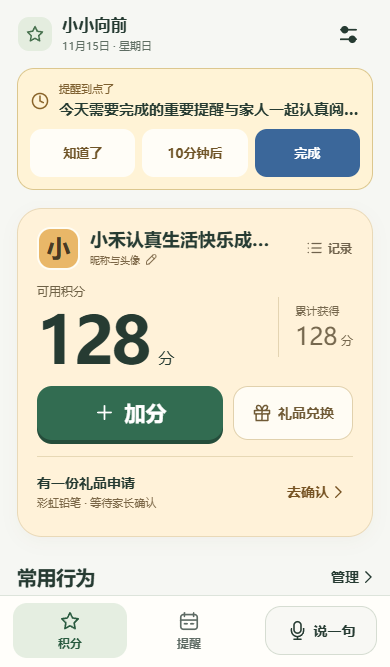 小小向前
11月15日 · 星期日
提醒到点了
今天需要完成的重要提醒与家人一起认真阅...
知道了
10分钟后
完成
小
小禾认真生活快乐成...
昵称与头像
记录
可用积分
128 分
累计获得
128 分
加分
礼品兑换
有一份礼品申请
彩虹铅笔 · 等待家长确认
去确认
常用行为
管理
积分
提醒
说一句